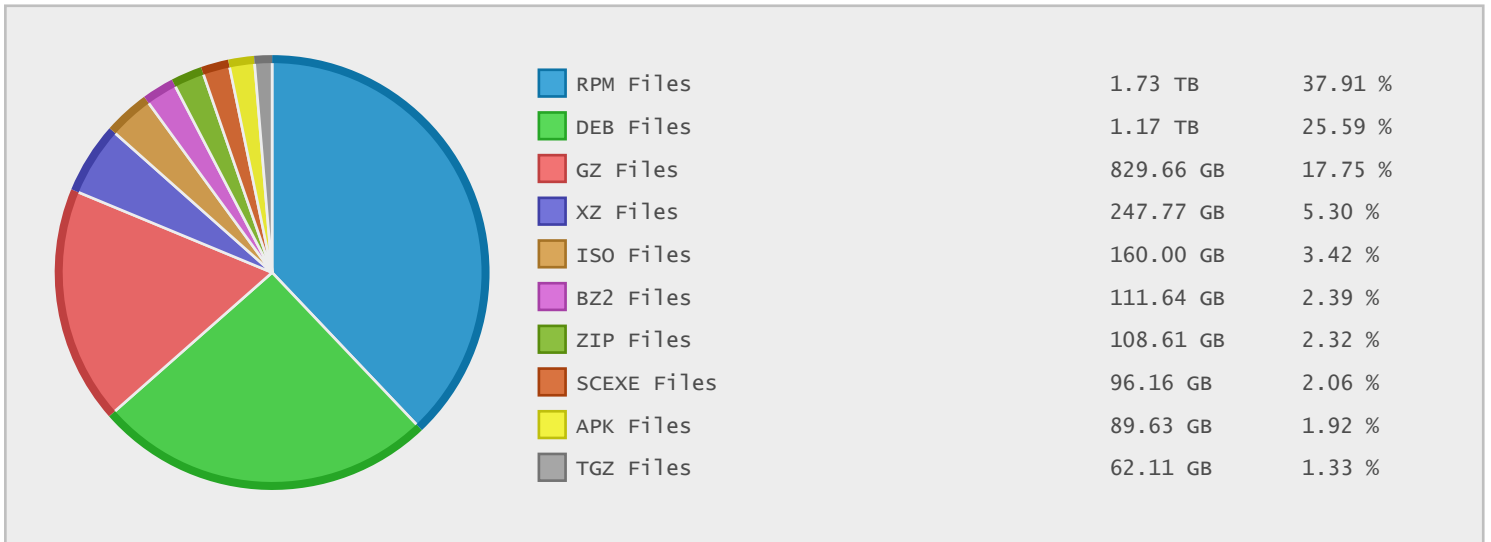 RPM Files 1.73 TB 37.91 %
DEB Files 1.17 TB 25.59 %
GZ Files 829.66 GB 17.75 %
XZ Files 247.77 GB 5.30 %
ISO Files 160.00 GB 3.42 %
BZ2 Files 111.64 GB 2.39 %
ZIP Files 108.61 GB 2.32 %
SCEXE Files 96.16 GB 2.06 %
APK Files 89.63 GB 1.92 %
TGZ Files 62.11 GB 1.33 %